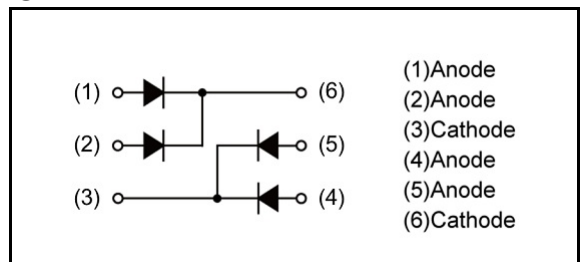 (1) (6)
(2) (5)
(3) (4)
(1)Anode
(2)Anode
(3)Cathode
(4)Anode
(5)Anode
(6)Cathode